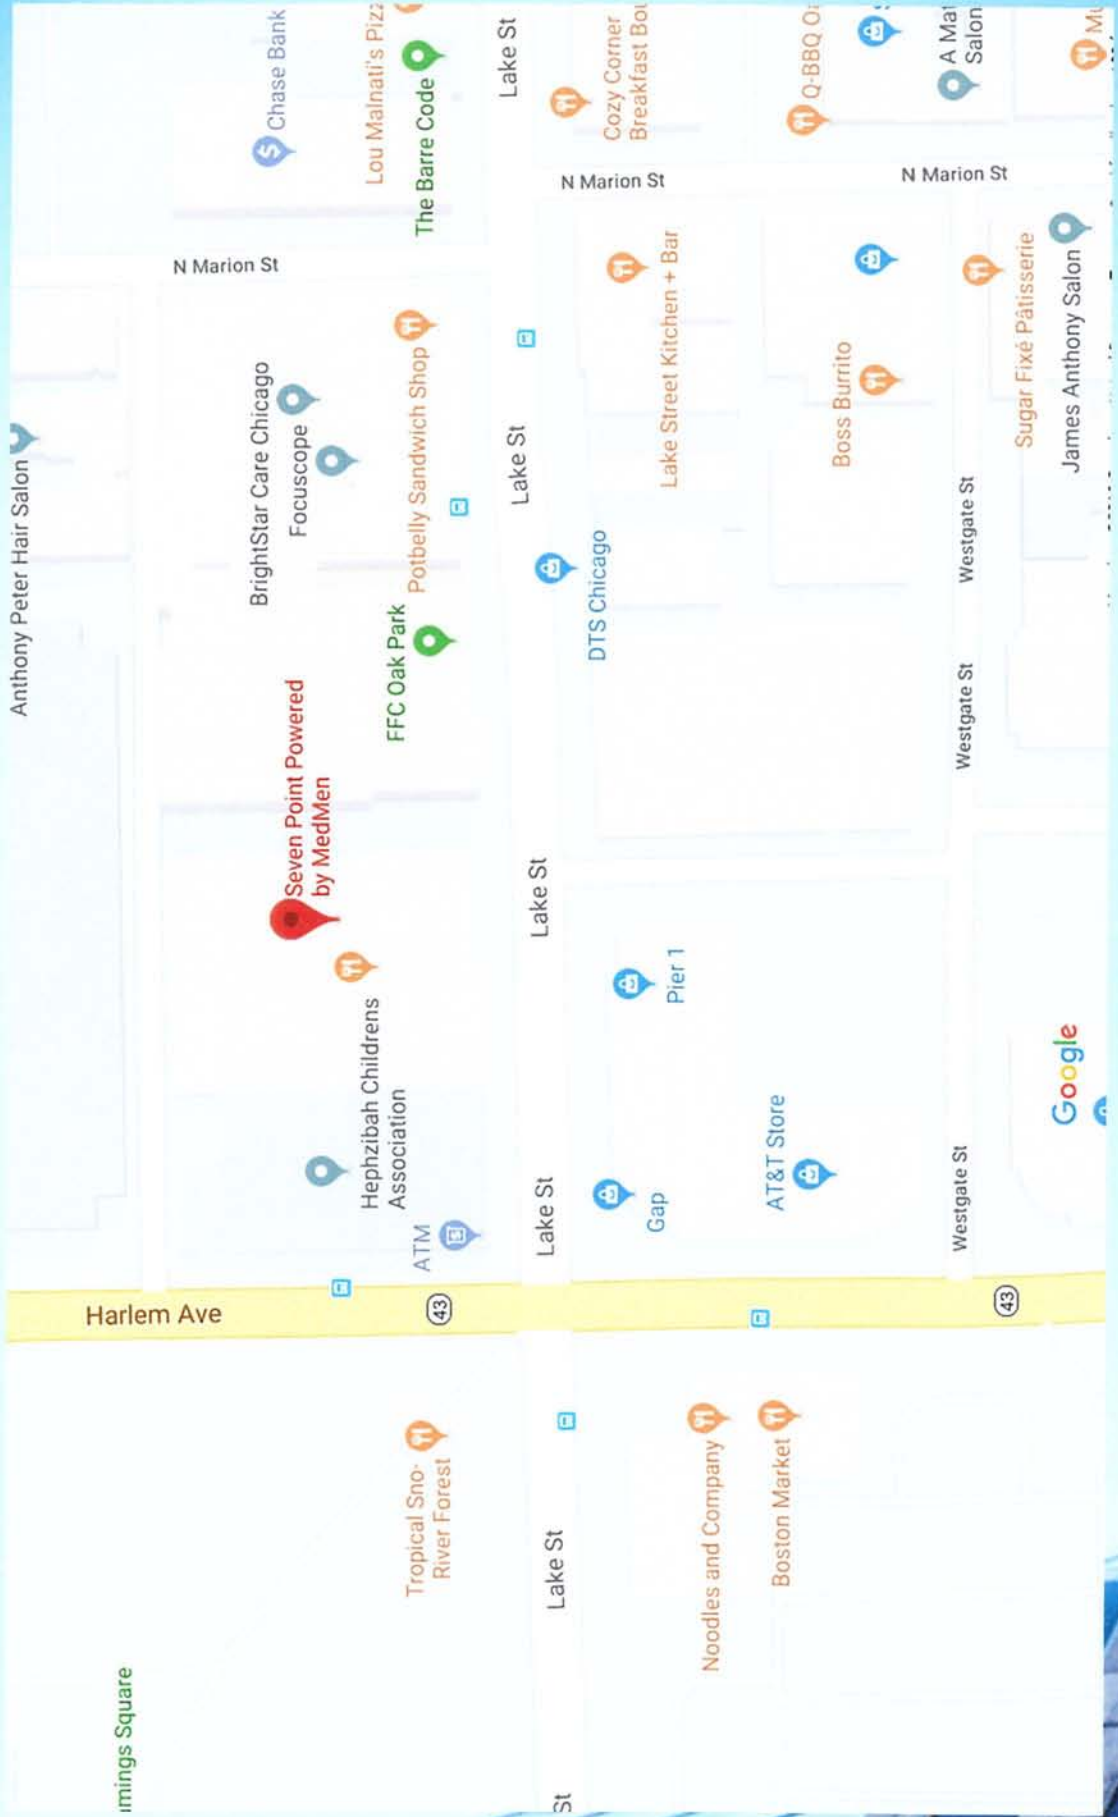 Anthony Peter Hair Salon
mings Square
Harlem Ave
N Marion St
BrightStar Care Chicago
Focuscope
Chase Bank
Seven Point Powered
by MedMen
Hephzibah Childrens
Association
Lou Malnati's Pizz
The Barre Code
FFC Oak Park
Potbelly Sandwich Shop
ATM
43
Tropical Sno-
River Forest
St
Lake St
Lake St
Lake St
Lake St
Lake St
N Marion St
Cozy Corner
Breakfast Bou
DTS Chicago
Gap
Pier 1
Lake Street Kitchen + Bar
Noodles and Company
Boston Market
AT&T Store
Boss Burrito
Q-BBQ O
N Marion St
A Mat
Salon
Westgate St
Westgate St
Westgate St
43
Sugar Fixé Pâtisserie
James Anthony Salon
Google